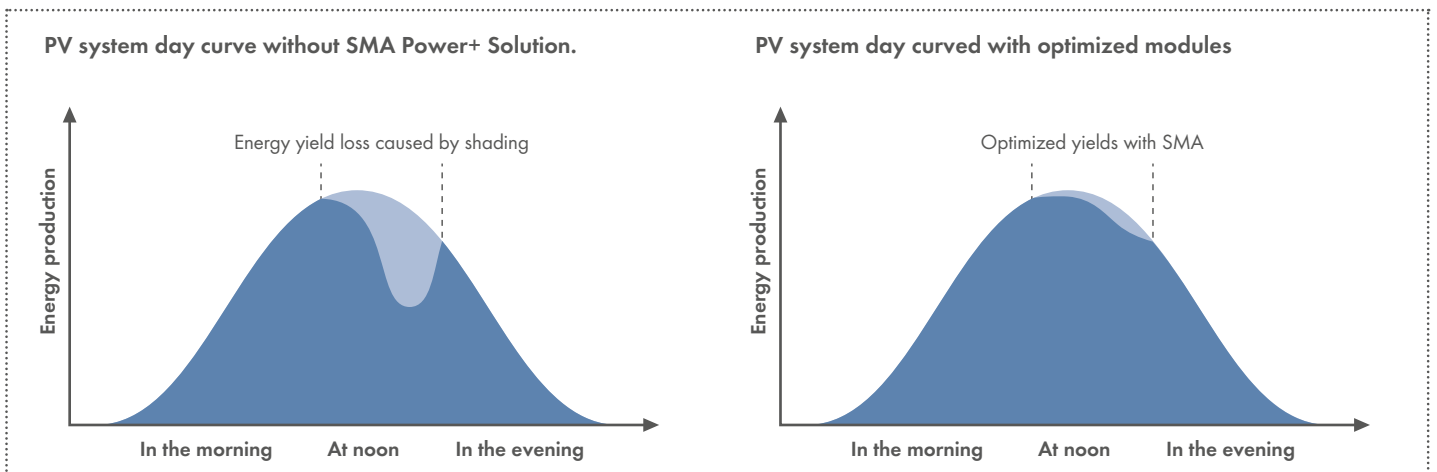 PV system day curve without SMA Power+ Solution.
Energy yield loss caused by shading
Energy production
In the morning
At noon
In the evening
PV system day curved with optimized modules
Optimized yields with SMA
Energy production
In the morning
At noon
In the evening